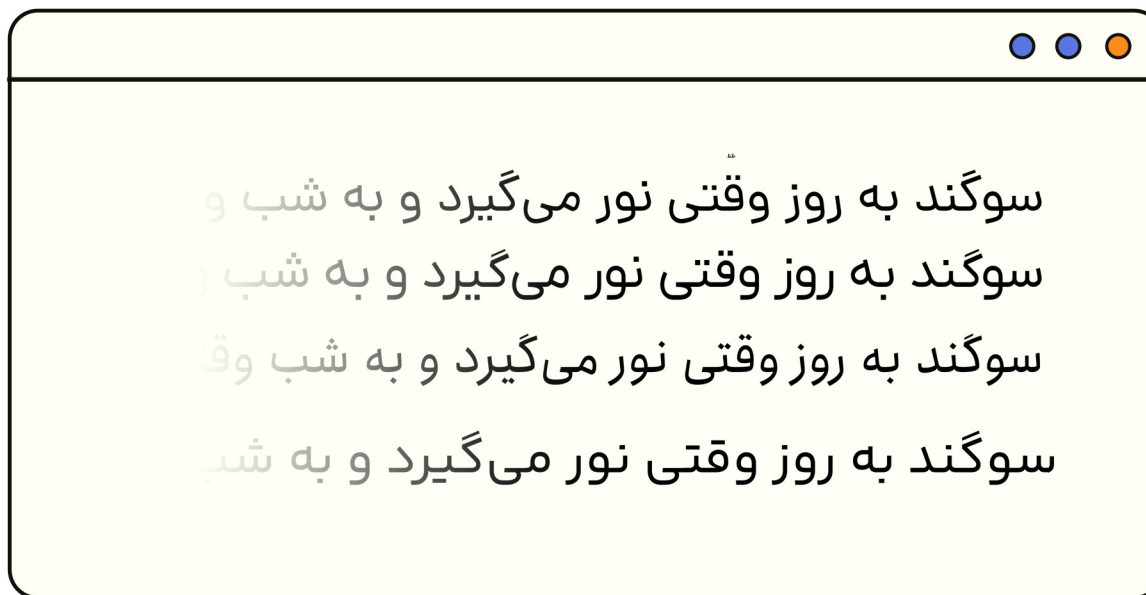 سوگند به روز وقتی نور می‌گیرد و به شب و
سوگند به روز وقتی نور می‌گیرد و به شب و
سوگند به روز وقتی نور می‌گیرد و به شب
سوگند به روز وقتی نور می‌گیرد و به